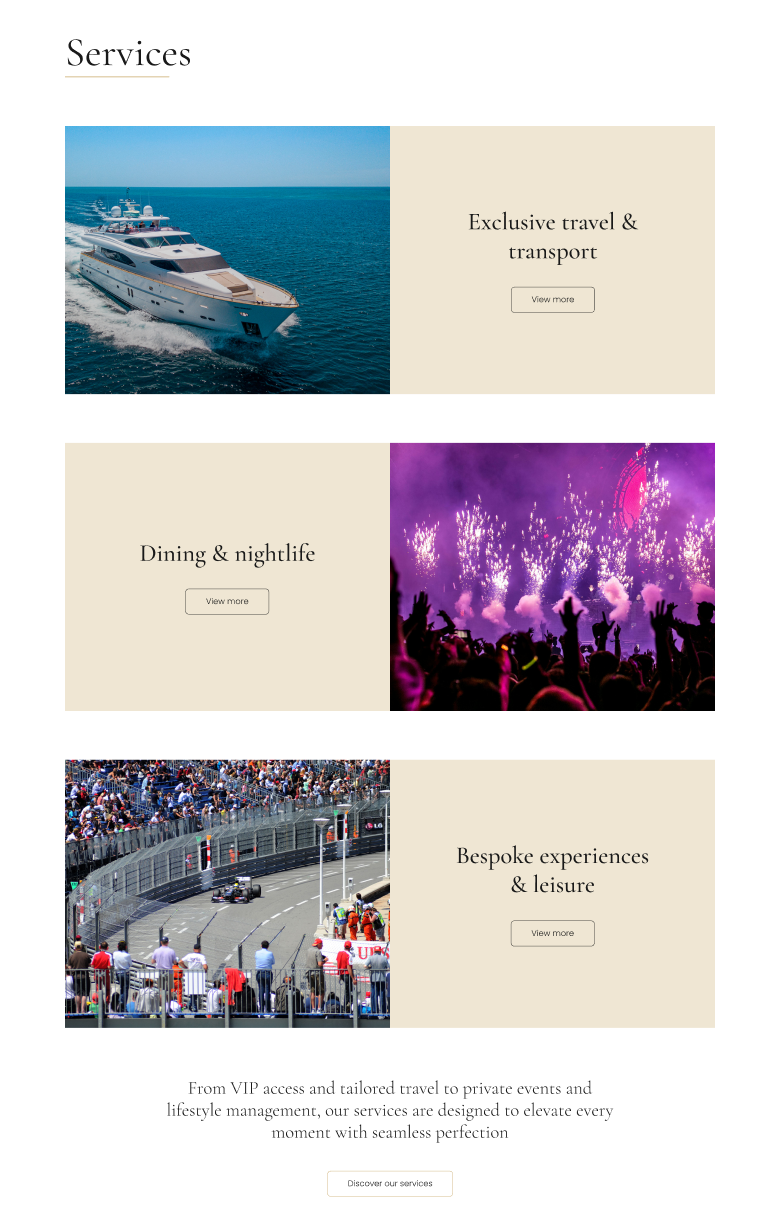 Services
Exclusive travel &
transport
View more
Dining & nightlife
View more
LG
Bespoke experiences
& leisure
View more
From VIP access and tailored travel to private events and
lifestyle management, our services are designed to elevate every
moment with seamless perfection
Discover our services